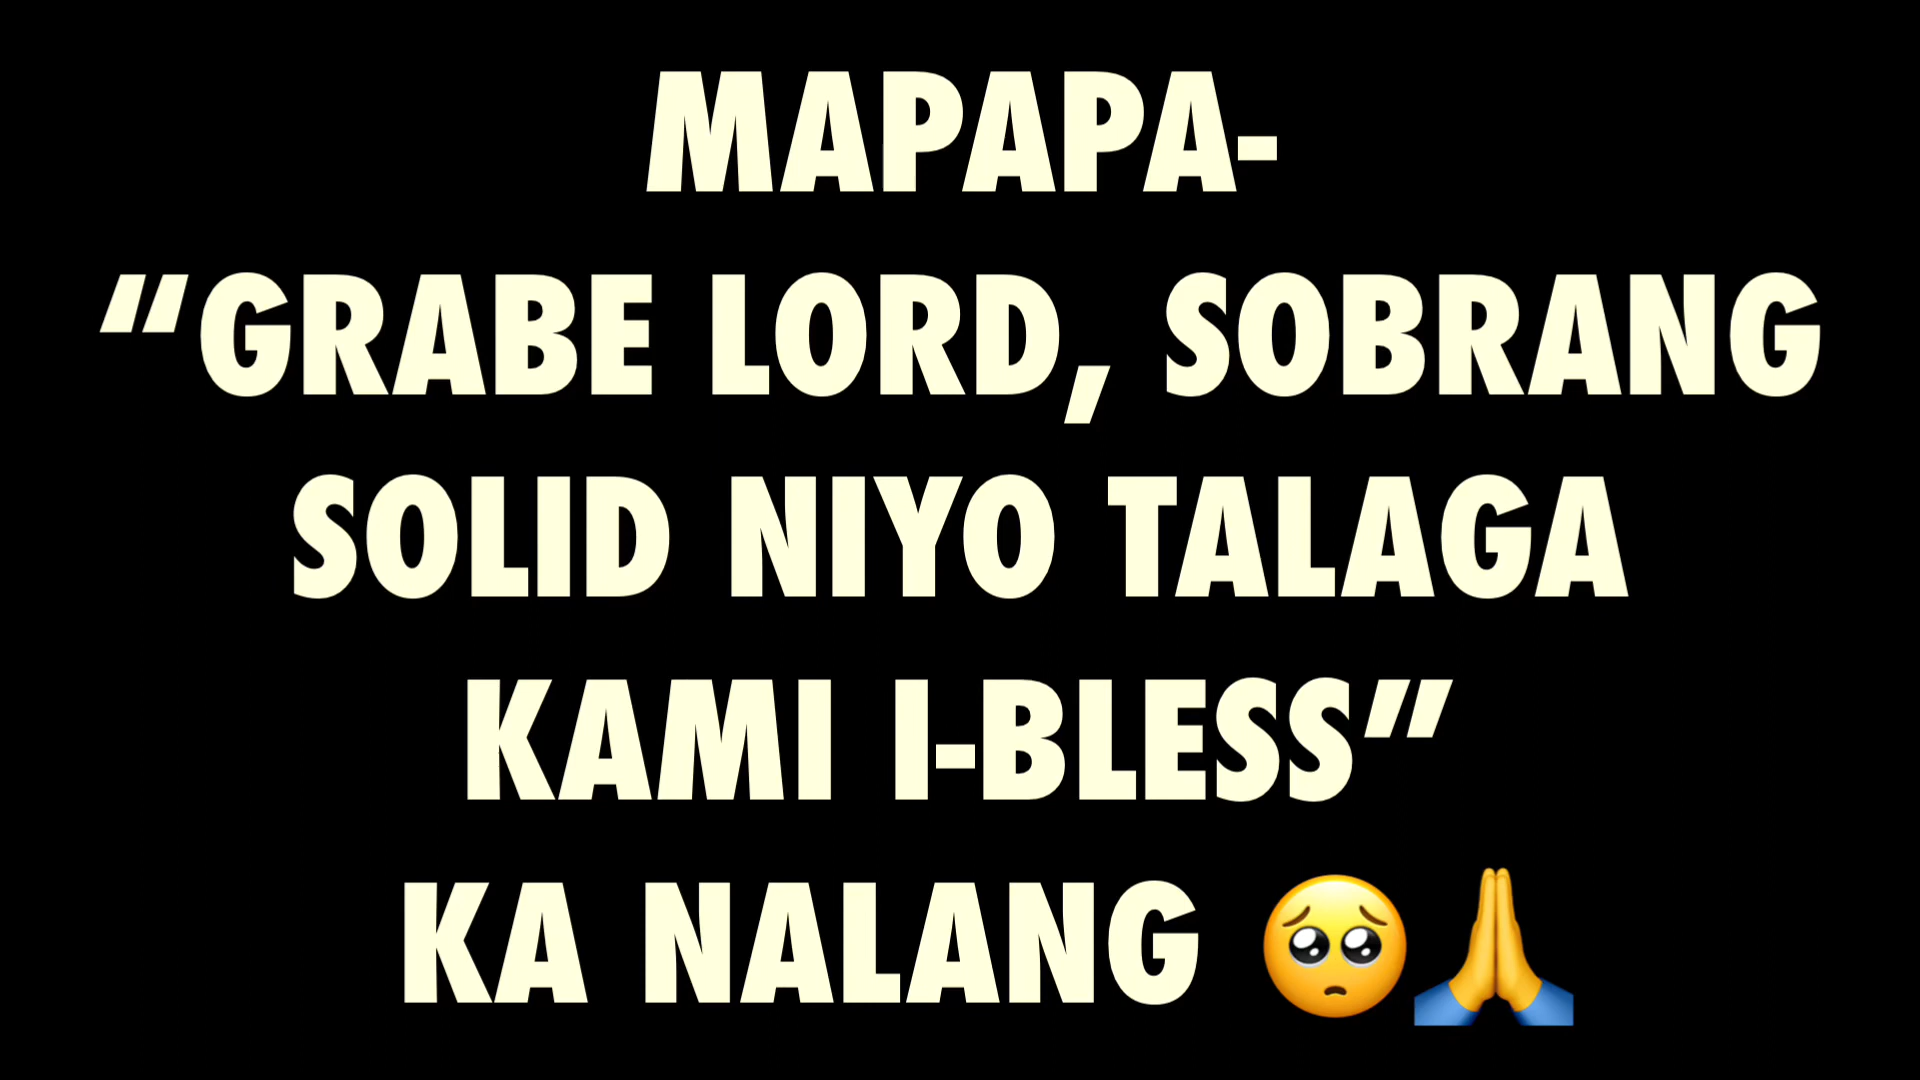 MAPAPA-
“GRABE LORD, SOBRANG
SOLID NIYO TALAGA
KAMI I-BLESS”
KA NALANG 🥺🙏